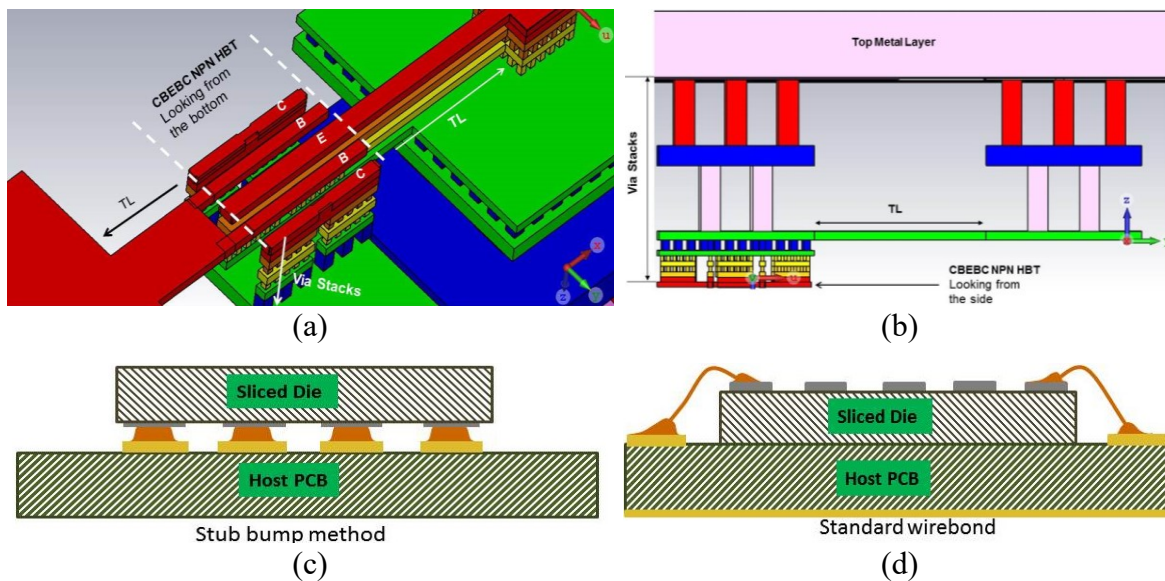 CBEBC NPN HBT
Looking from
the bottom
C
B
E
B
C
TL
TL
Via Stacks
u
x
y
z
(a)
Top Metal Layer
Via Stacks
TL
z
y
CBEBC NPN HBT
Looking from
the side
(b)
Sliced Die
Host PCB
Stub bump method
(c)
Sliced Die
Host PCB
Standard wirebond
(d)